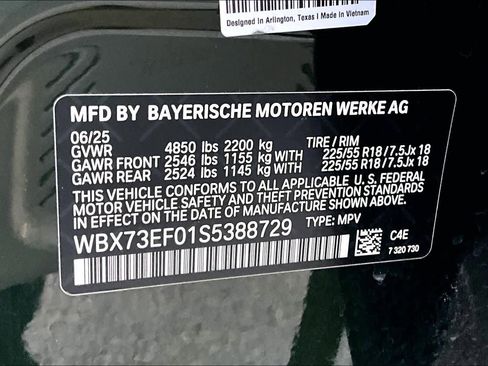 Designed in Arlington, Texas | Made in Vietnam
MFD BY BAYERISCHE MOTOREN WERKE AG
06/25
GVWR 4850 lbs 2200 kg TIRE / RIM
GAWR FRONT 2546 lbs 1155 kg WITH 225/55 R18 / 7.5Jx 18
GAWR REAR 2524 lbs 1145 kg WITH 225/55 R18 / 7.5Jx 18
THIS VEHICLE CONFORMS TO ALL APPLICABLE U. S. FEDERAL
MOTOR VEHICLE SAFETY, BUMPER, AND THEFT PREVENTION
STANDARDS IN EFFECT ON THE DATE OF MANUFACTURE SHOWN ABOVE.
WBX73EF01S5388729 TYPE: MPV
C4E
7 320 730